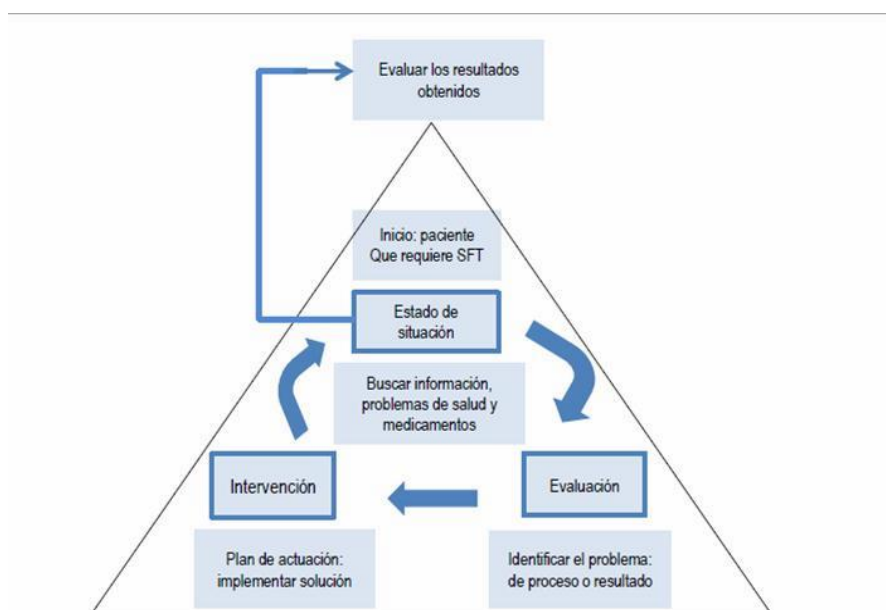 Evaluar los resultados
obtenidos
Inicio: paciente
Que requiere SFT
Estado de
situación
Buscar información,
problemas de salud y
medicamentos
Intervención
Evaluación
Plan de actuación:
implementar solución
Identificar el problema:
de proceso o resultado